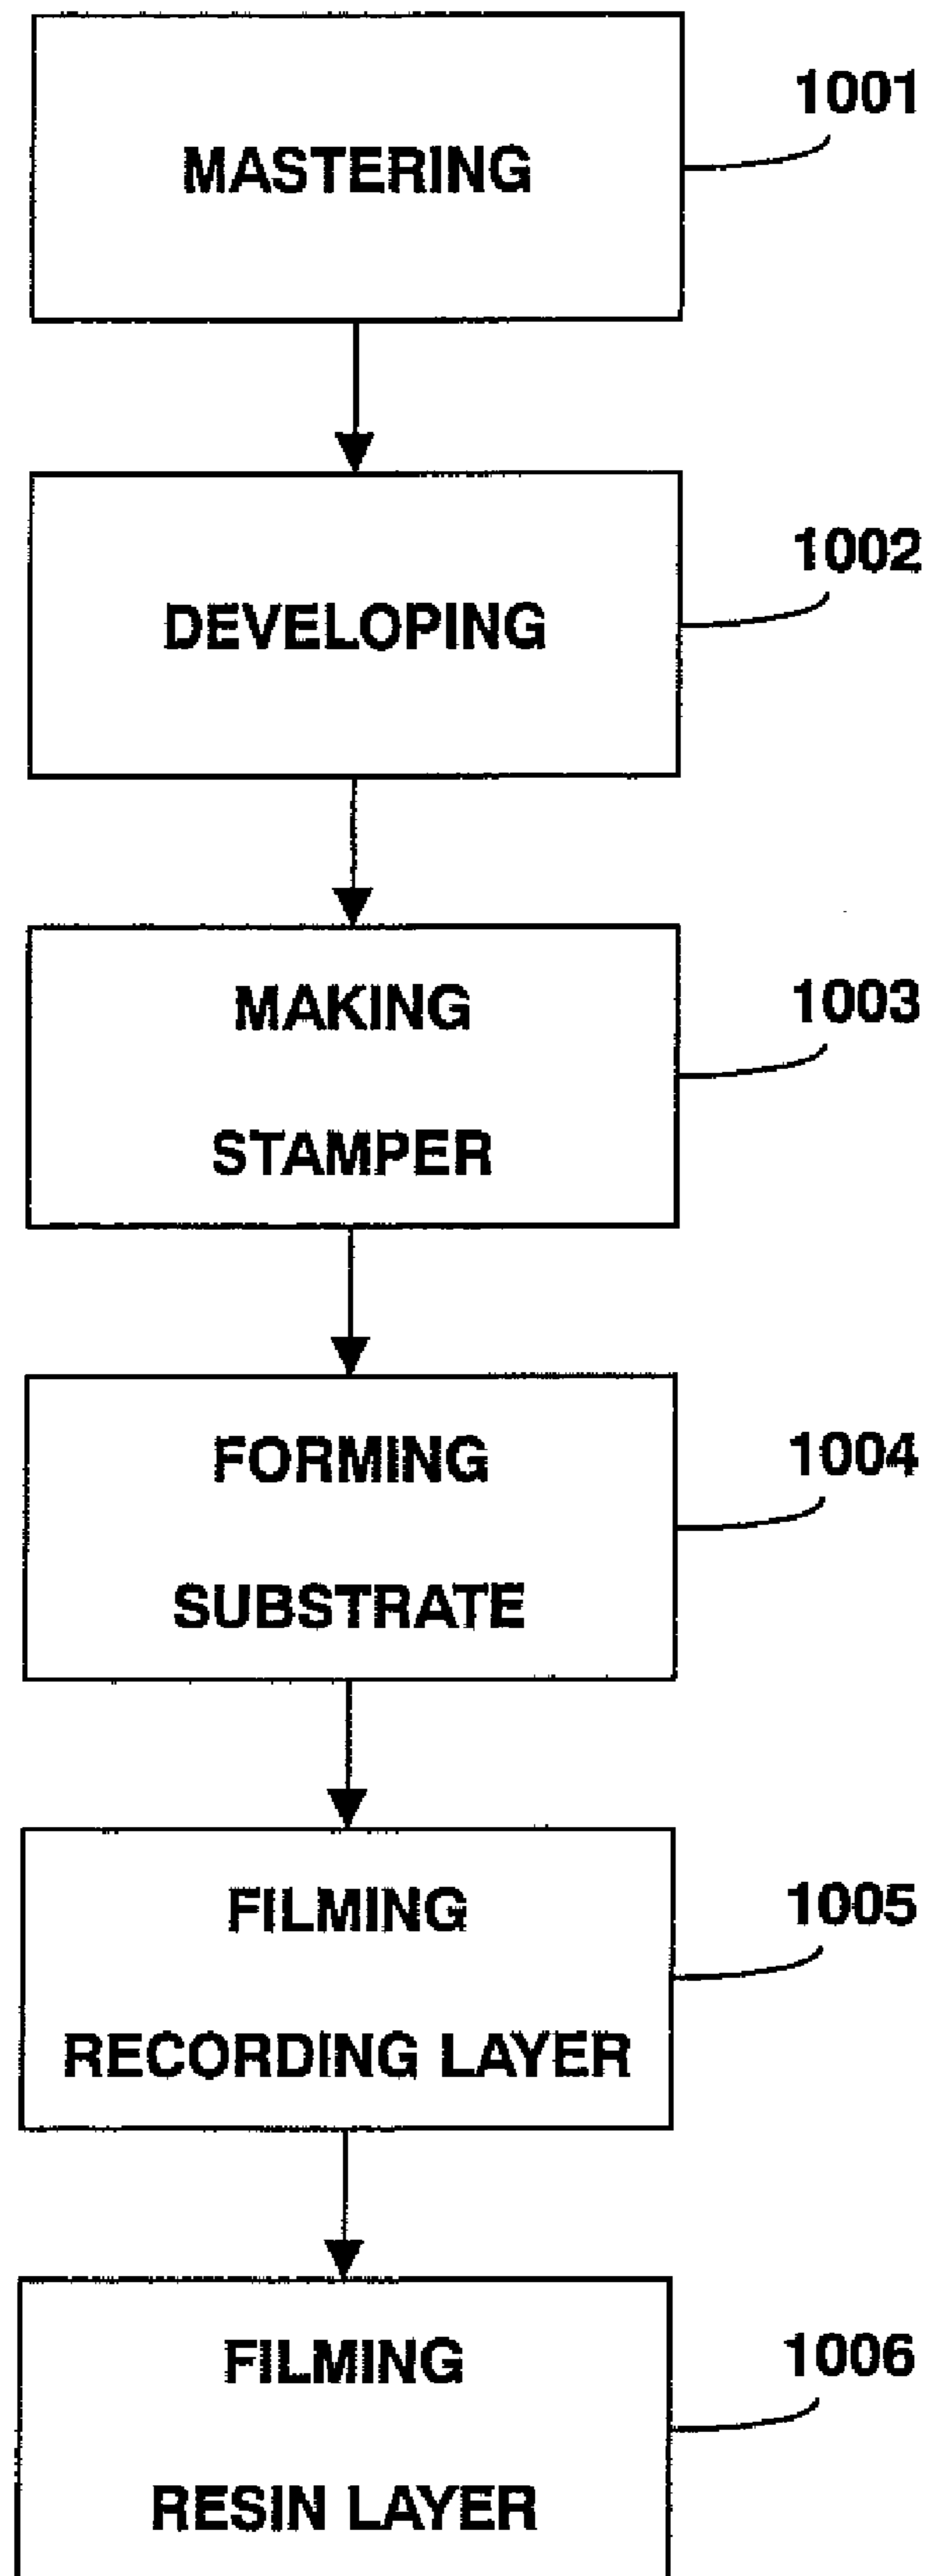 MASTERING
1001
DEVELOPING
1002
MAKING
STAMPER
1003
FORMING
SUBSTRATE
1004
FILMING
RECORDING LAYER
1005
FILMING
RESIN LAYER
1006